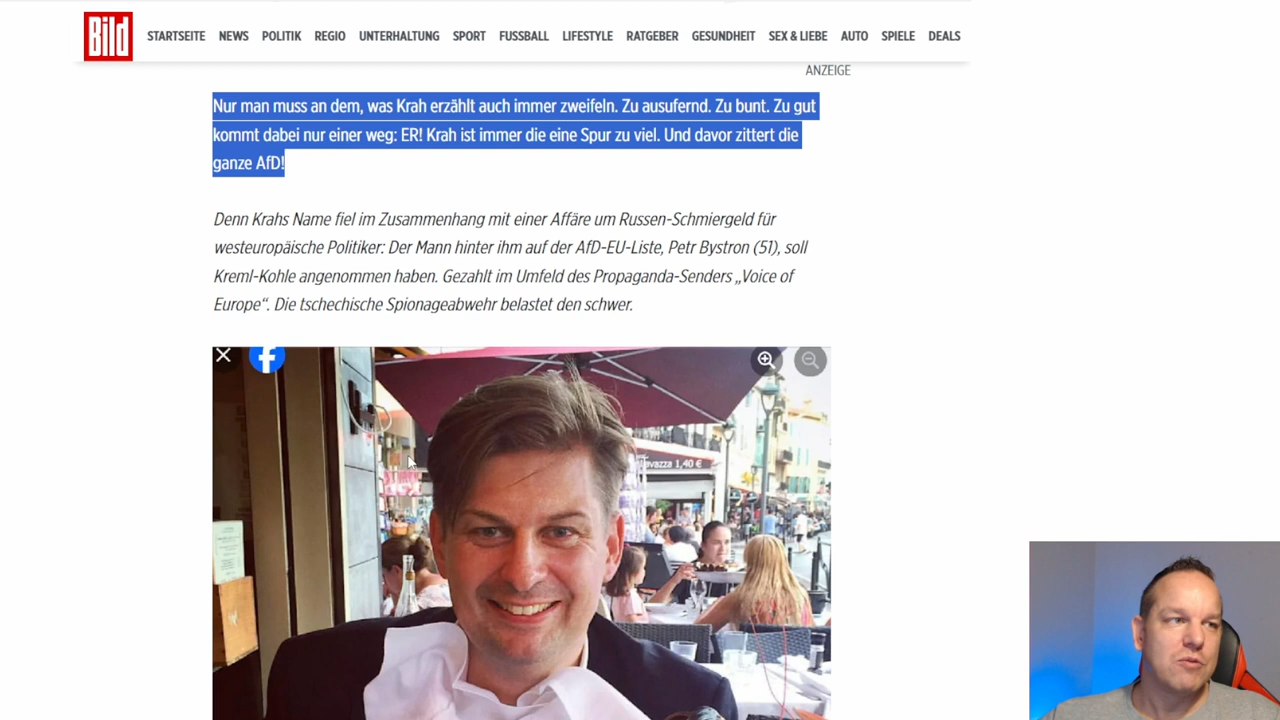 Bild
STARTSEITE NEWS POLITIK REGIO UNTERHALTUNG SPORT FUSSBALL LIFESTYLE RATGEBER GESUNDHEIT SEX & LIEBE AUTO SPIELE DEALS
ANZEIGE
Nur man muss an dem, was Krah erzählt auch immer zweifeln. Zu ausufernd. Zu bunt. Zu gut
kommt dabei nur einer weg: ER! Krah ist immer die eine Spur zu viel. Und davor zittert die
ganze AfD!
Denn Krahs Name fiel im Zusammenhang mit einer Affäre um Russen-Schmiergeld für
westeuropäische Politiker: Der Mann hinter ihm auf der AfD-EU-Liste, Petr Bystron (51), soll
Kreml-Kohle angenommen haben. Gezahlt im Umfeld des Propaganda-Senders „Voice of
Europe“. Die tschechische Spionageabwehr belastet den schwer.
1,40 €